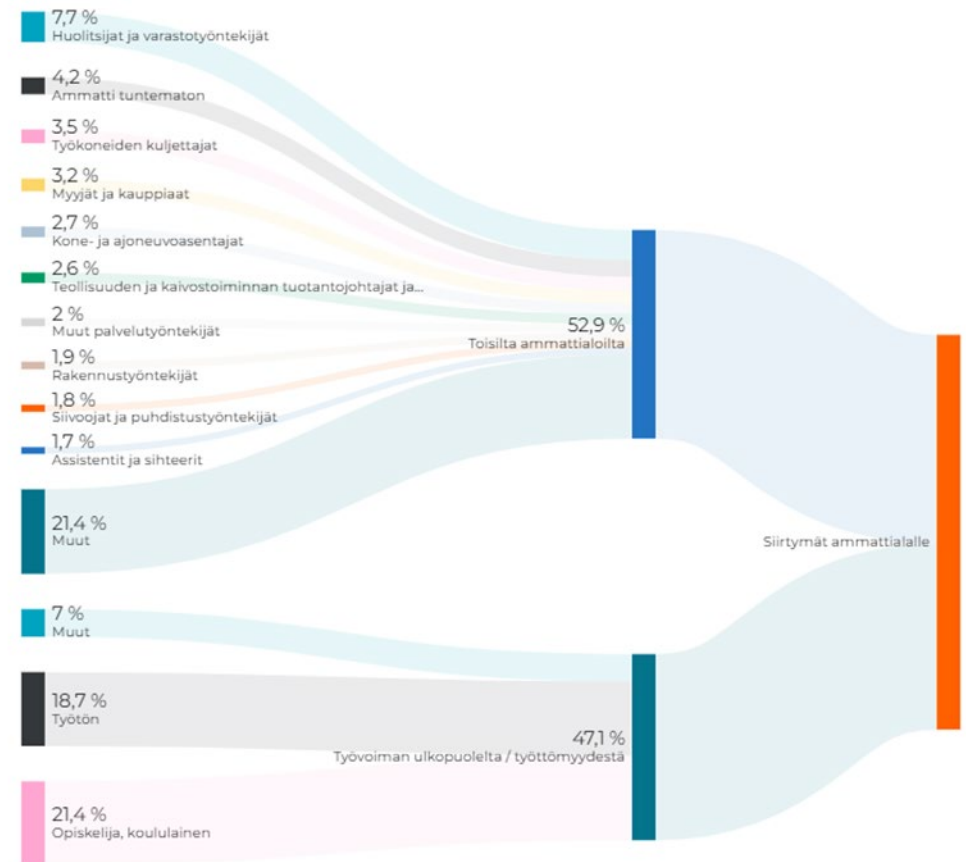 7,7 %
Huolitsijat ja varastotyöntekijät
4,2 %
Ammatti tuntematon
3,5 %
Työkoneiden kuljettajat
3,2 %
Myyjät ja kauppiaat
2,7 %
Kone- ja ajoneuvoasentajat
2,6 %
Teollisuuden ja kaivostoiminnan tuotantojohtajat ja...
2 %
Muut palvelutyöntekijät
1,9 %
Rakennustyöntekijät
1,8 %
Siivoojat ja puhdistustyöntekijät
1,7 %
Assistentit ja sihteerit
21,4 %
Muut
7 %
Muut
18,7 %
Työtön
21,4 %
Opiskelija, koululainen
52,9 %
Toisilta ammattialoilta
47,1 %
Työvoiman ulkopuolelta / työttömyydestä
Siirtymät ammattialalle